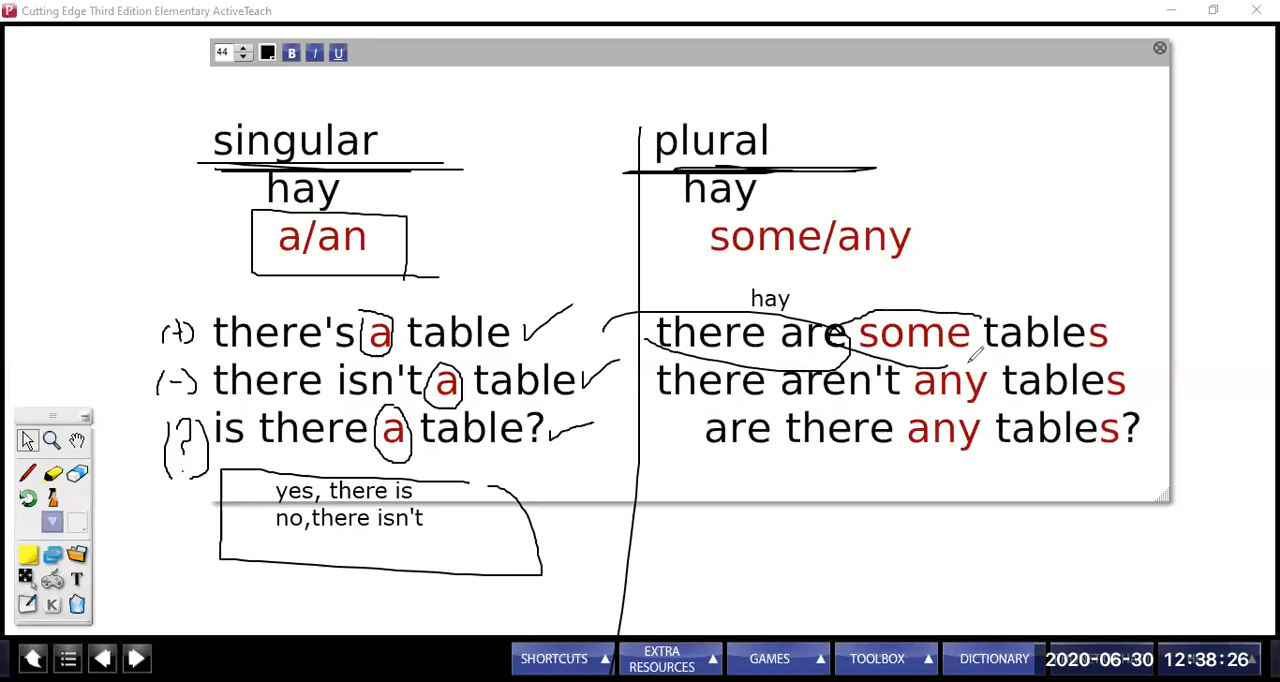 Cutting Edge Third Edition Elementary ActiveTeach
44 B I U
singular
hay
a/an
(+) there's a table
(-) there isn't a table
(?) is there a table?
yes, there is
no,there isn't
plural
hay
some/any
hay
there are some tables
there aren't any tables
are there any tables?
T
K
SHORTCUTS
EXTRA
RESOURCES
GAMES
TOOLBOX
DICTIONARY
2020-06-30 12:38:26